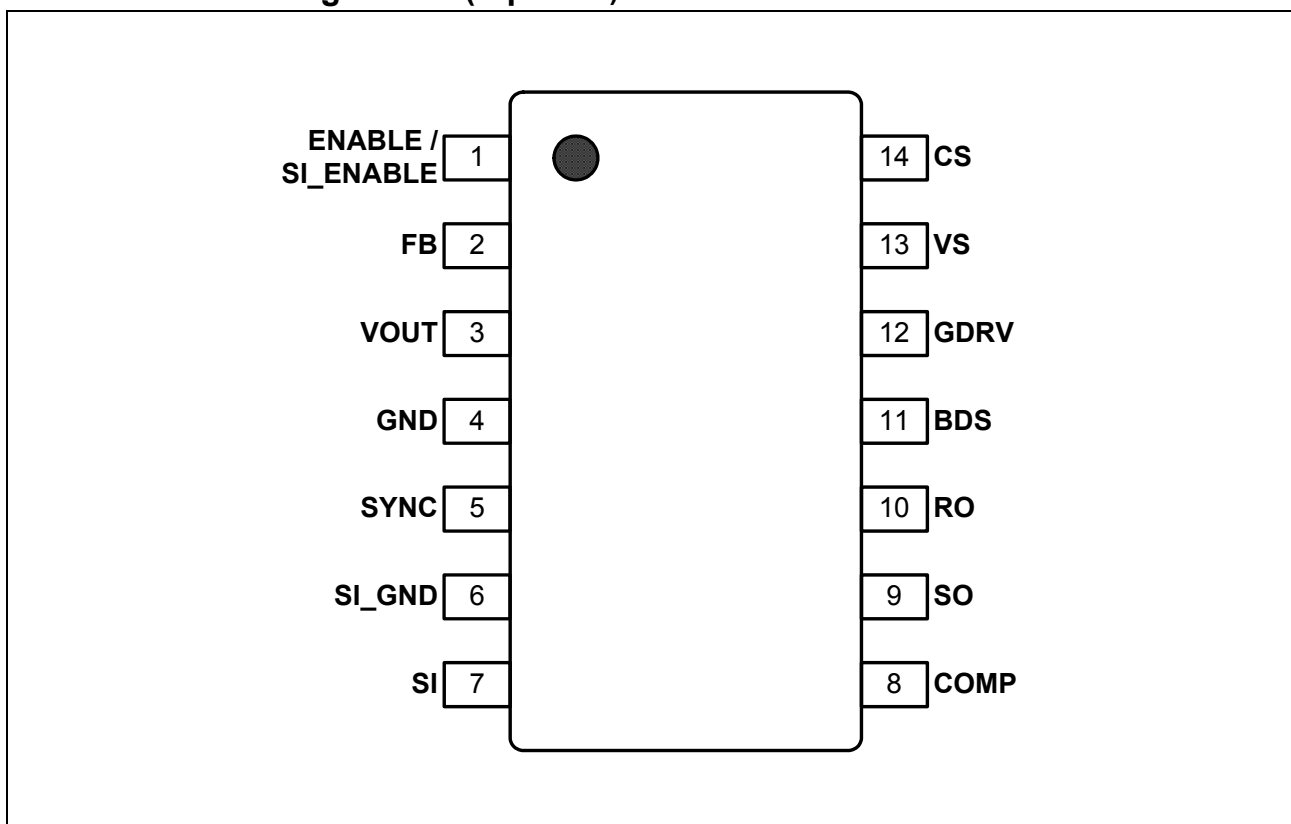 ENABLE /
SI_ENABLE 1
FB 2
VOUT 3
GND 4
SYNC 5
SI_GND 6
SI 7
14 CS
13 VS
12 GDRV
11 BDS
10 RO
9 SO
8 COMP